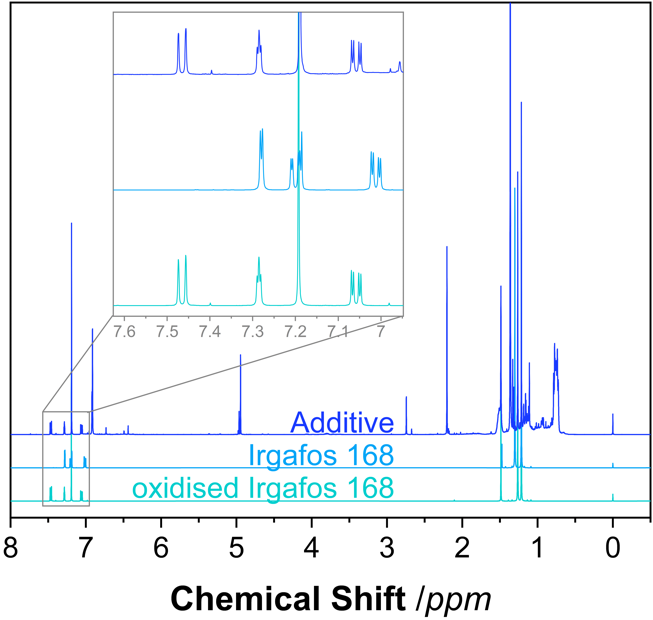 7.6 7.5 7.4 7.3 7.2 7.1 7
Additive
Irgafos 168
oxidised Irgafos 168
8 7 6 5 4 3 2 1 0
Chemical Shift /ppm